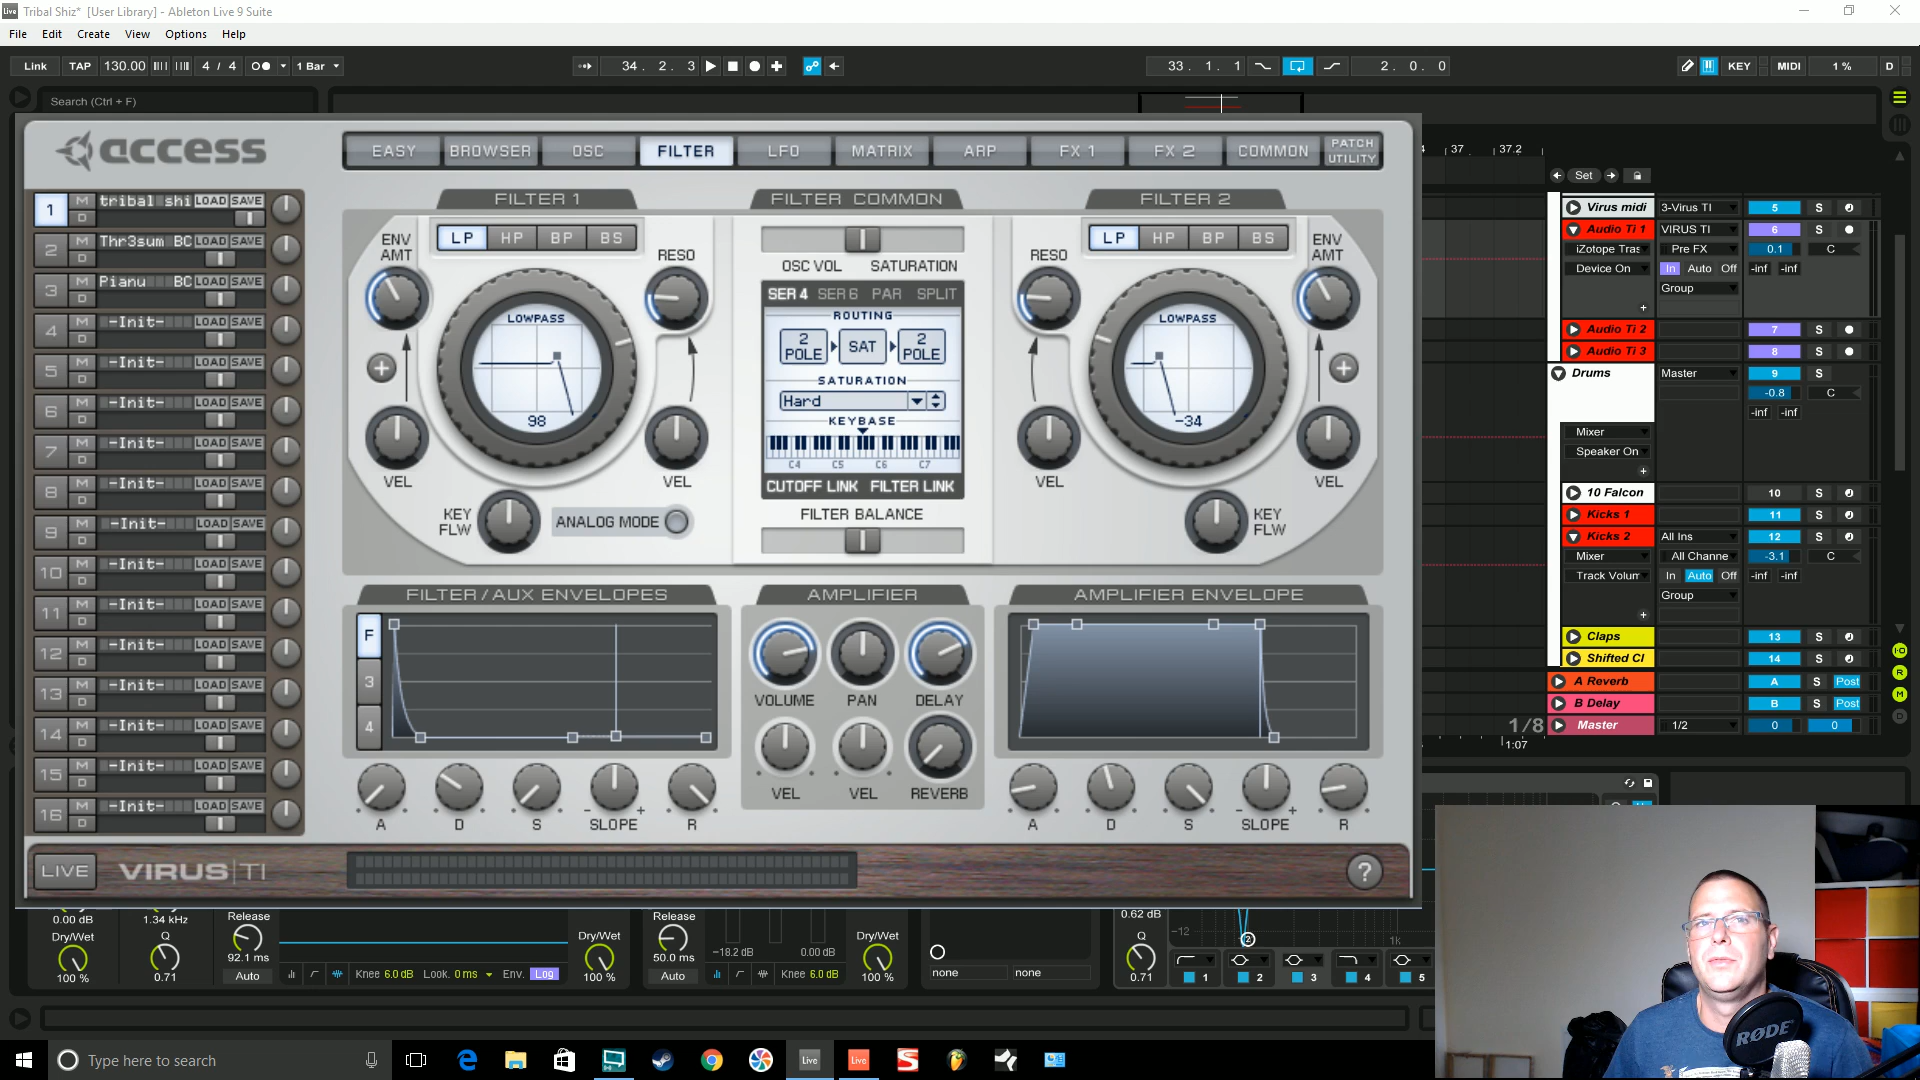 Tribal Shiz* [User Library] - Ableton Live 9 Suite
File Edit Create View Options Help
Link TAP 130.00 4 / 4 1 Bar 34. 2. 3 33. 1. 1 2. 0. 0 KEY MIDI 1 % D
Search (Ctrl + F)
access
EASY BROWSER OSC FILTER LFO MATRIX ARP FX 1 FX 2 COMMON PATCH UTILITY
37 37.2
Set
1 M D tribal shi LOAD SAVE
2 M D Thr3sum BC LOAD SAVE
3 M D Pianu BC LOAD SAVE
4 M D -Init- LOAD SAVE
5 M D -Init- LOAD SAVE
6 M D -Init- LOAD SAVE
7 M D -Init- LOAD SAVE
8 M D -Init- LOAD SAVE
9 M D -Init- LOAD SAVE
10 M D -Init- LOAD SAVE
11 M D -Init- LOAD SAVE
12 M D -Init- LOAD SAVE
13 M D -Init- LOAD SAVE
14 M D -Init- LOAD SAVE
15 M D -Init- LOAD SAVE
16 M D -Init- LOAD SAVE
FILTER 1
LP HP BP BS
ENV AMT
RESO
LOWPASS
98
VEL
VEL
KEY FLW
ANALOG MODE
FILTER COMMON
OSC VOL SATURATION
SER 4 SER 6 PAR SPLIT
ROUTING
2 POLE SAT 2 POLE
SATURATION
Hard
KEYBASE
C4 C5 C6 C7
CUTOFF LINK FILTER LINK
FILTER BALANCE
FILTER 2
LP HP BP BS
RESO
ENV AMT
LOWPASS
-34
VEL
VEL
KEY FLW
FILTER/AUX ENVELOPES
F
3
4
A D S SLOPE R
AMPLIFIER
VOLUME PAN DELAY
VEL VEL REVERB
AMPLIFIER ENVELOPE
A D S SLOPE R
LIVE VIRUS|TI ?
Virus midi 3-Virus TI 5 S
Audio Ti 1 VIRUS TI 6 S
iZotope Tras Pre FX 0.1 C
Device On In Auto Off -inf -inf
Group
Audio Ti 2 7 S
Audio Ti 3 8 S
Drums Master 9 S
-0.8 C
-inf -inf
Mixer
Speaker On
10 Falcon 10 S
Kicks 1 11 S
Kicks 2 All Ins 12 S
Mixer All Channe -3.1 C
Track Volum In Auto Off -inf -inf
Group
Claps 13 S
Shifted Cl 14 S
A Reverb A S Post
B Delay B S Post
1/8 Master 1/2 0 0
1:07
I·O
R
M
D
0.00 dB 1.34 kHz Release
Dry/Wet Q 92.1 ms
100 % 0.71 Auto
Knee 6.0 dB Look. 0 ms Env. Log
Dry/Wet
100 %
Release
50.0 ms
Auto
-18.2 dB 0.00 dB
Knee 6.0 dB
Dry/Wet
100 %
none none
0.62 dB
Q
0.71
-12
2
1k
1 2 3 4 5
RØDE
Type here to search
Live Live